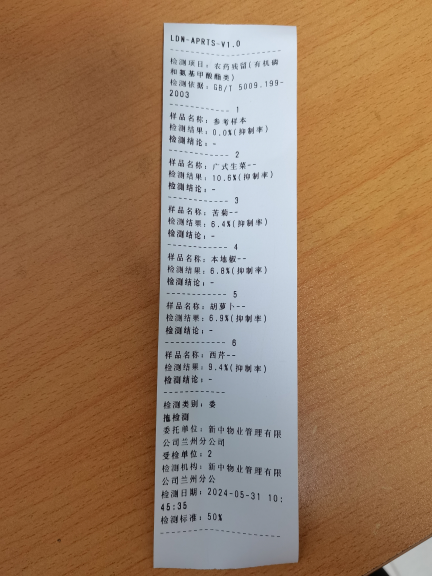 LDN-APRTS-V1.0
检测项目：农药残留(有机磷
和氨基甲酸酯类)
检测依据：GB/T 5009.199-
2003
------------ 1
样品名称：参考样本
检测结果：0.0%(抑制率)
检测结论：-
------------ 2
样品名称：广式生菜--
检测结果：10.6%(抑制率)
检测结论：-
------------ 3
样品名称：苦菊--
检测结果：6.4%(抑制率)
检测结论：-
------------ 4
样品名称：本地椒--
检测结果：6.8%(抑制率)
检测结论：-
------------ 5
样品名称：胡萝卜--
检测结果：6.9%(抑制率)
检测结论：-
------------ 6
样品名称：西芹--
检测结果：9.4%(抑制率)
检测结论：-
------------
检测类别：委
拖检测
委托单位：新中物业管理有限
公司兰州分公司
受检单位：2
检测机构：新中物业管理有限
公司兰州分公
检测日期：2024-05-31 10:
45:35
检测标准：50%